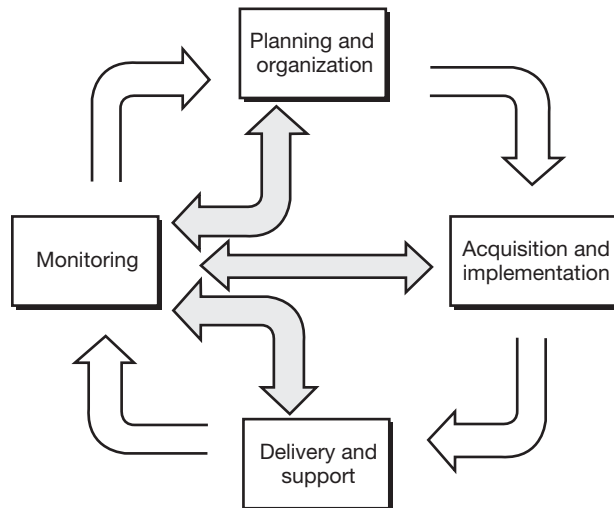 Planning and
organization
Monitoring
Acquisition and
implementation
Delivery and
support